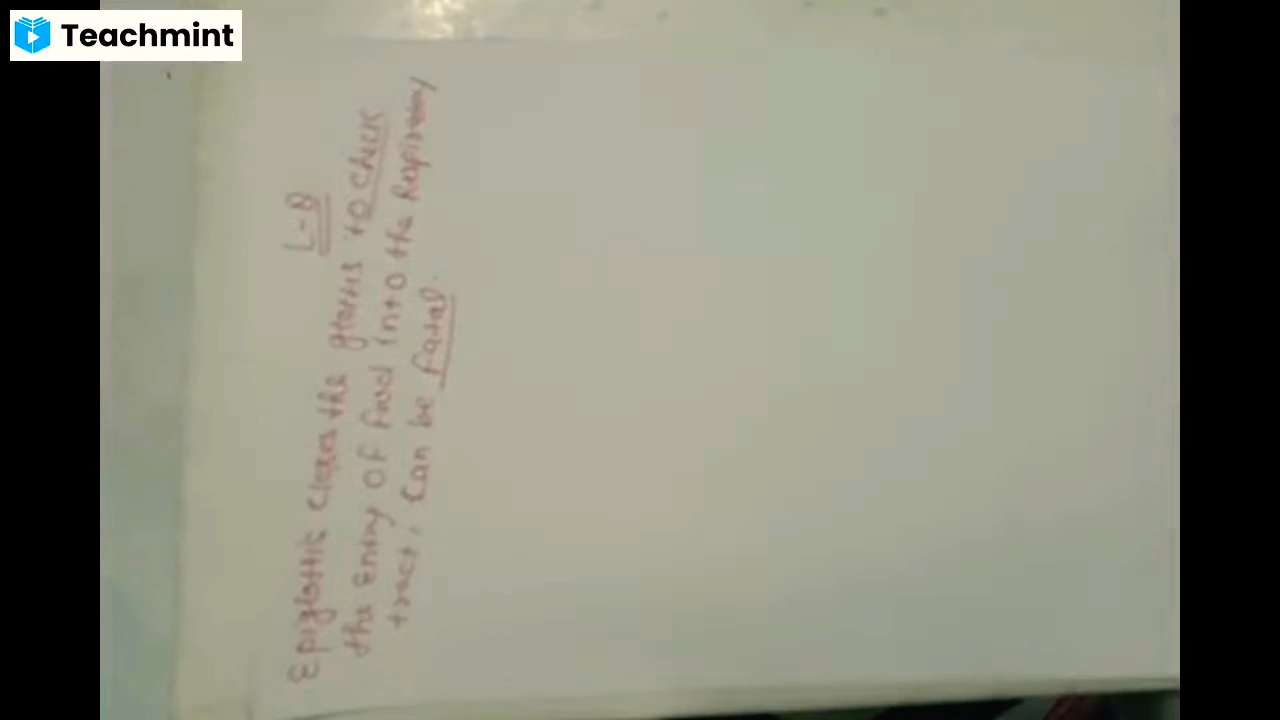 Teachmint
L-8
Epiglottis closes the glottis to check
the Entry of food into the Respiratory
tract, Can be fatal.